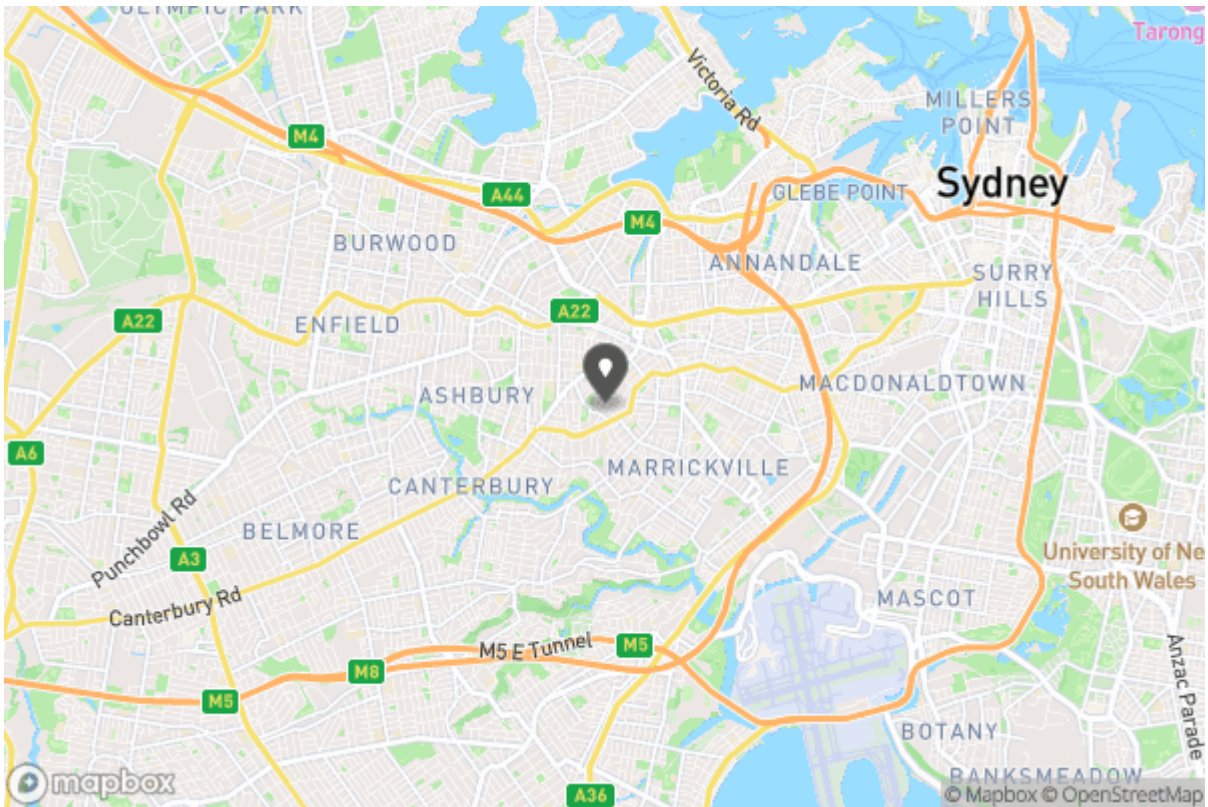 OLYMPIC PARK
Tarong
Victoria Rd
MILLERS
POINT
M4
Sydney
A44
GLEBE POINT
M4
BURWOOD
ANNANDALE
SURRY
HILLS
A22
A22
ENFIELD
ASHBURY
MACDONALDTOWN
A6
MARRICKVILLE
CANTERBURY
Punchbowl Rd
BELMORE
University of Ne
South Wales
A3
Canterbury Rd
MASCOT
M5 E Tunnel
M5
M8
M5
Anzac Parade
BOTANY
BANKSMEADOW
A36
mapbox
© Mapbox © OpenStreetMap